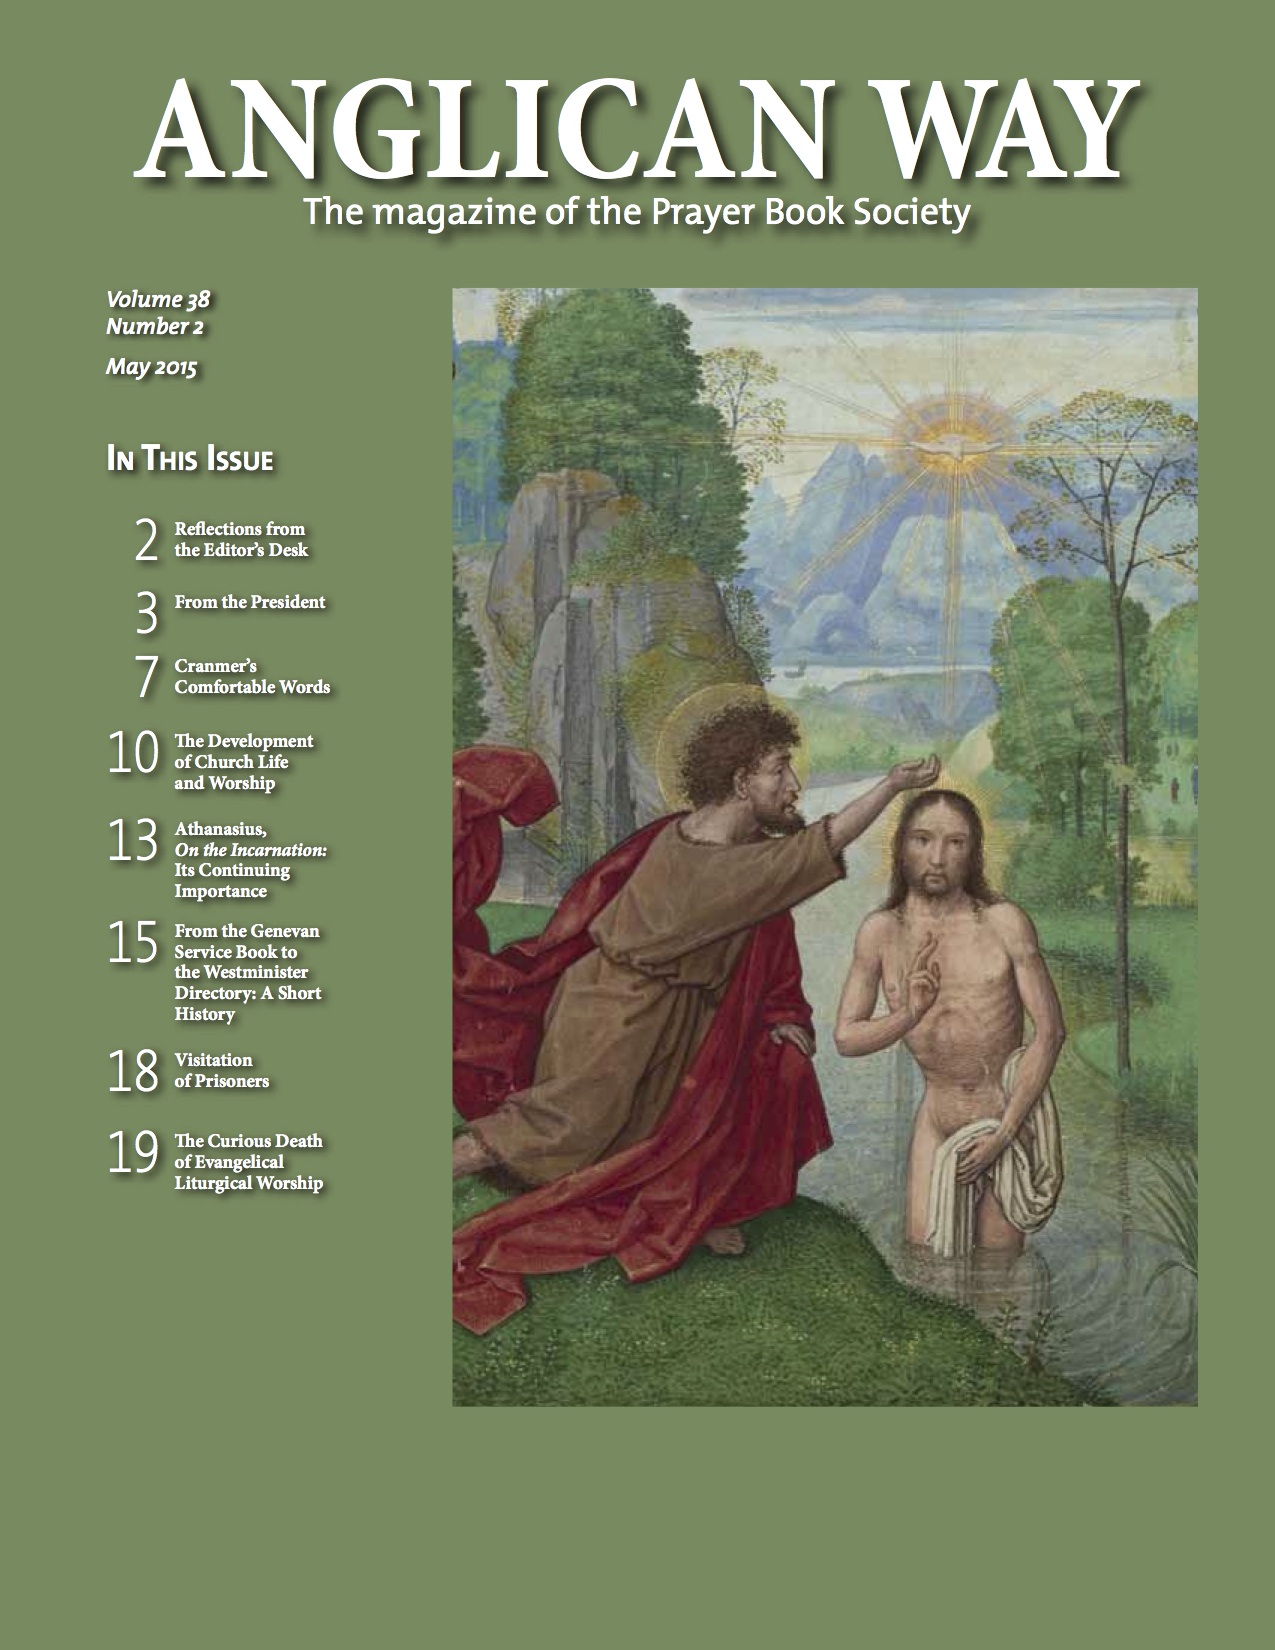 ANGLICAN WAY
The magazine of the Prayer Book Society
Volume 38
Number 2
May 2015
In This Issue
2 Reflections from
the Editor's Desk
3 From the President
7 Cranmer's
Comfortable Words
10 The Development
of Church Life
and Worship
13 Athanasius,
On the Incarnation:
Its Continuing
Importance
15 From the Genevan
Service Book to
the Westminister
Directory: A Short
History
18 Visitation
of Prisoners
19 The Curious Death
of Evangelical
Liturgical Worship